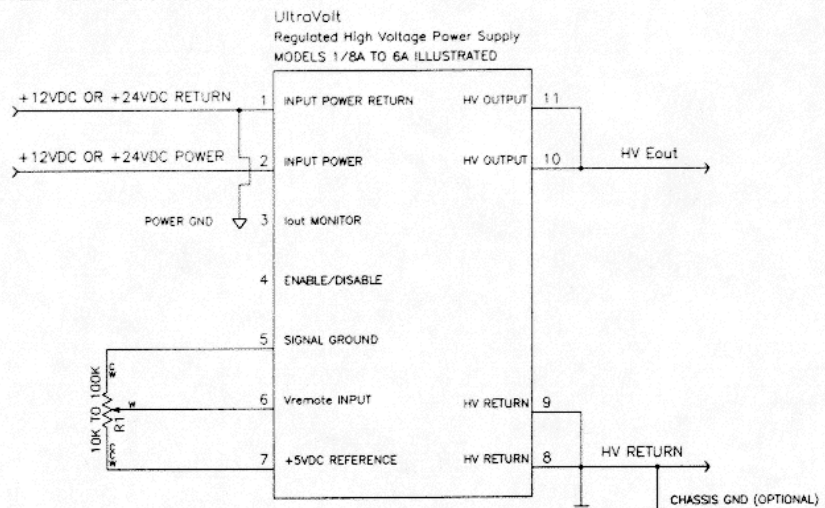 UltraVolt
Regulated High Voltage Power Supply
MODELS 1/8A TO 6A ILLUSTRATED
+12VDC OR +24VDC RETURN
1
INPUT POWER RETURN
HV OUTPUT
11
+12VDC OR +24VDC POWER
2
INPUT POWER
HV OUTPUT
10
HV Eout
POWER GND
3
Iout MONITOR
4
ENABLE/DISABLE
5
SIGNAL GROUND
CW
10K TO 100K
R1
W
6
Vremote INPUT
HV RETURN
9
CCW
7
+5VDC REFERENCE
HV RETURN
8
HV RETURN
CHASSIS GND (OPTIONAL)